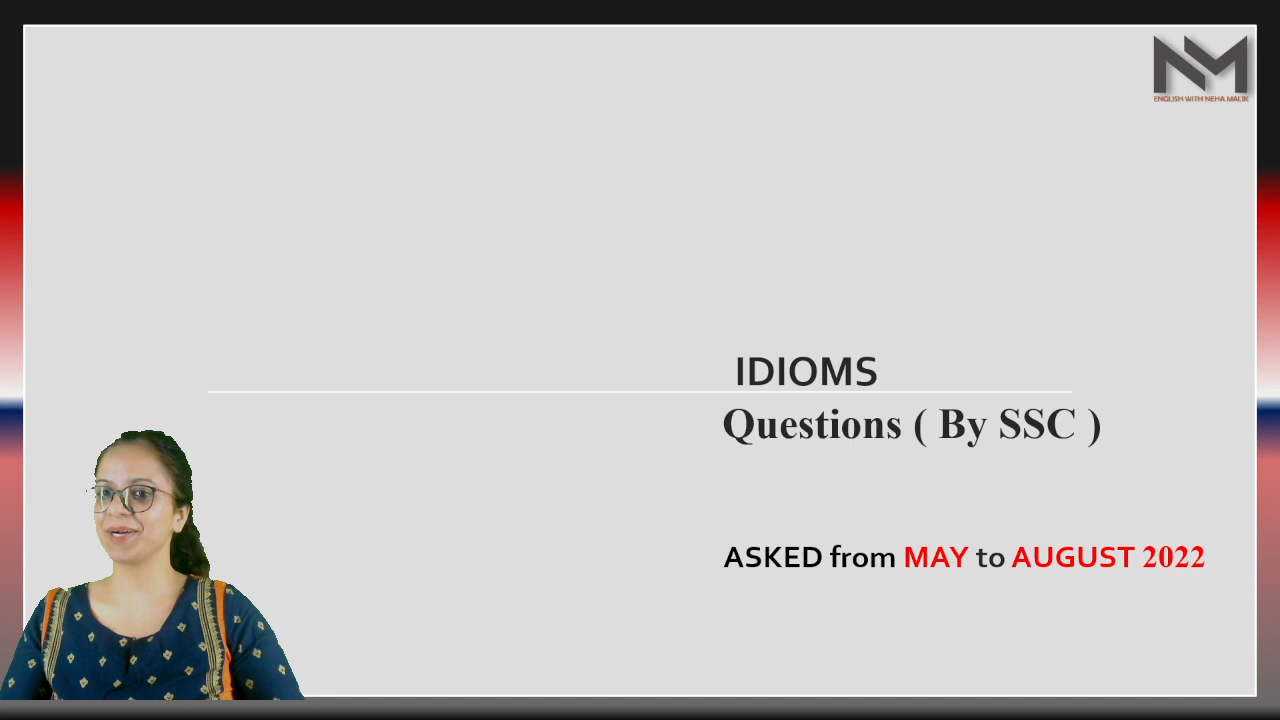 ENGLISH WITH NEHA MALIK
IDIOMS
Questions ( By SSC )
ASKED from MAY to AUGUST 2022